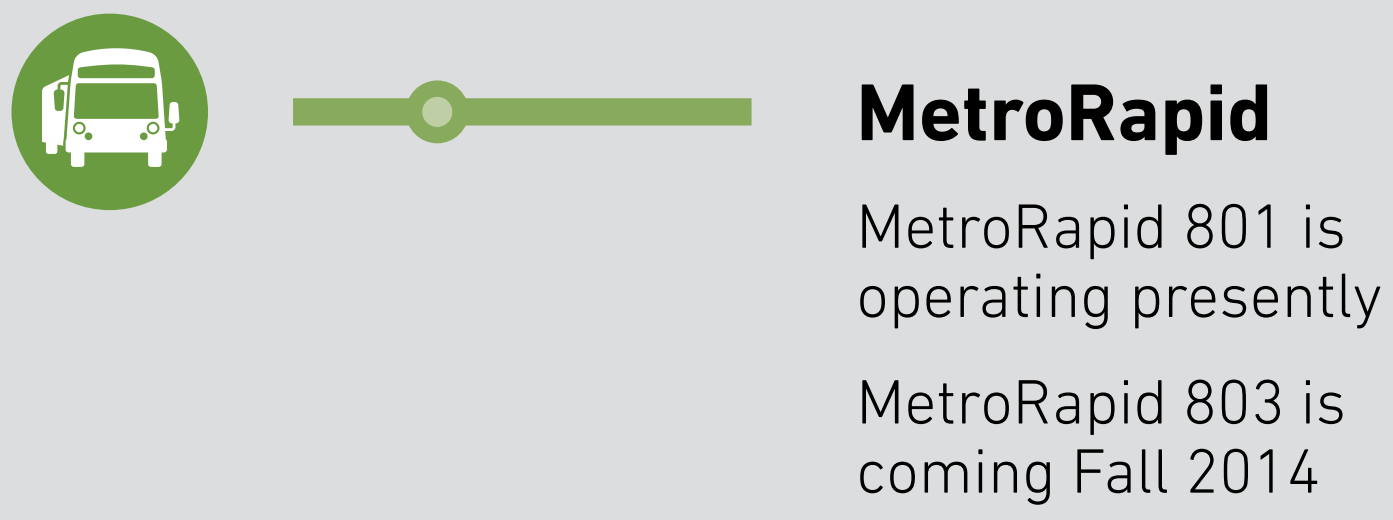 MetroRapid
MetroRapid 801 is
operating presently
MetroRapid 803 is
coming Fall 2014